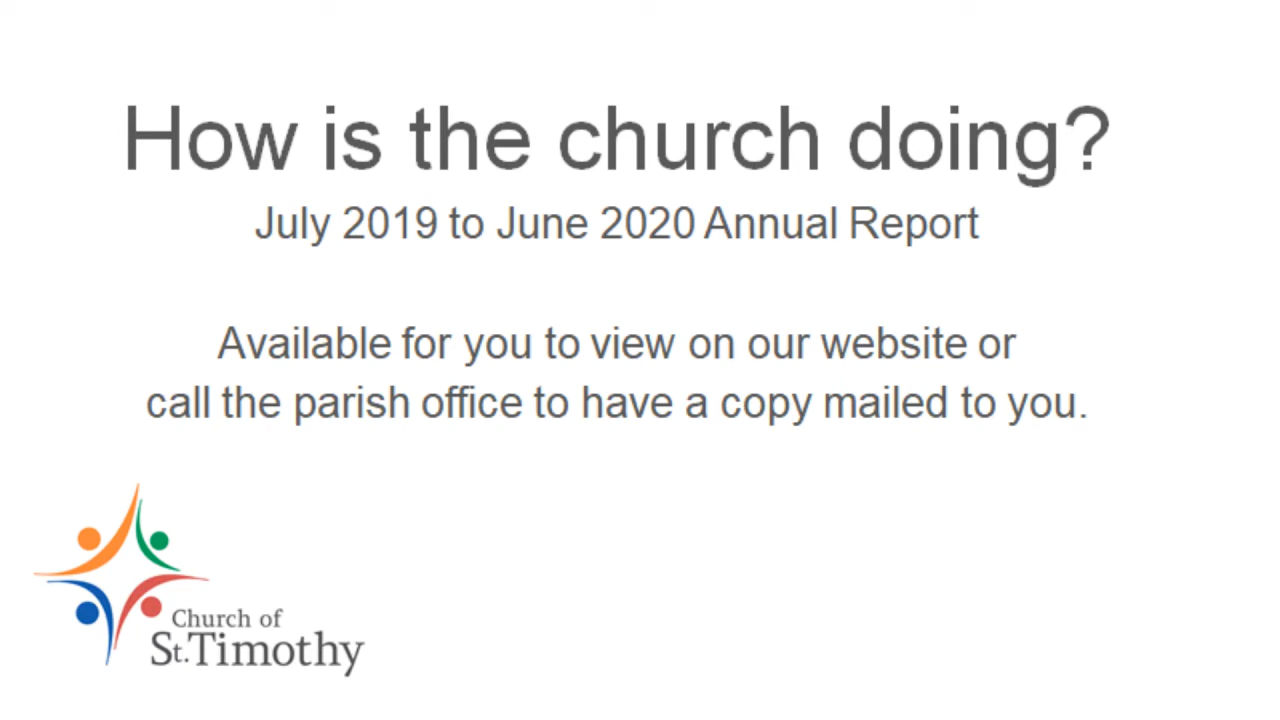 How is the church doing?
July 2019 to June 2020 Annual Report
Available for you to view on our website or
call the parish office to have a copy mailed to you.
Church of
St. Timothy